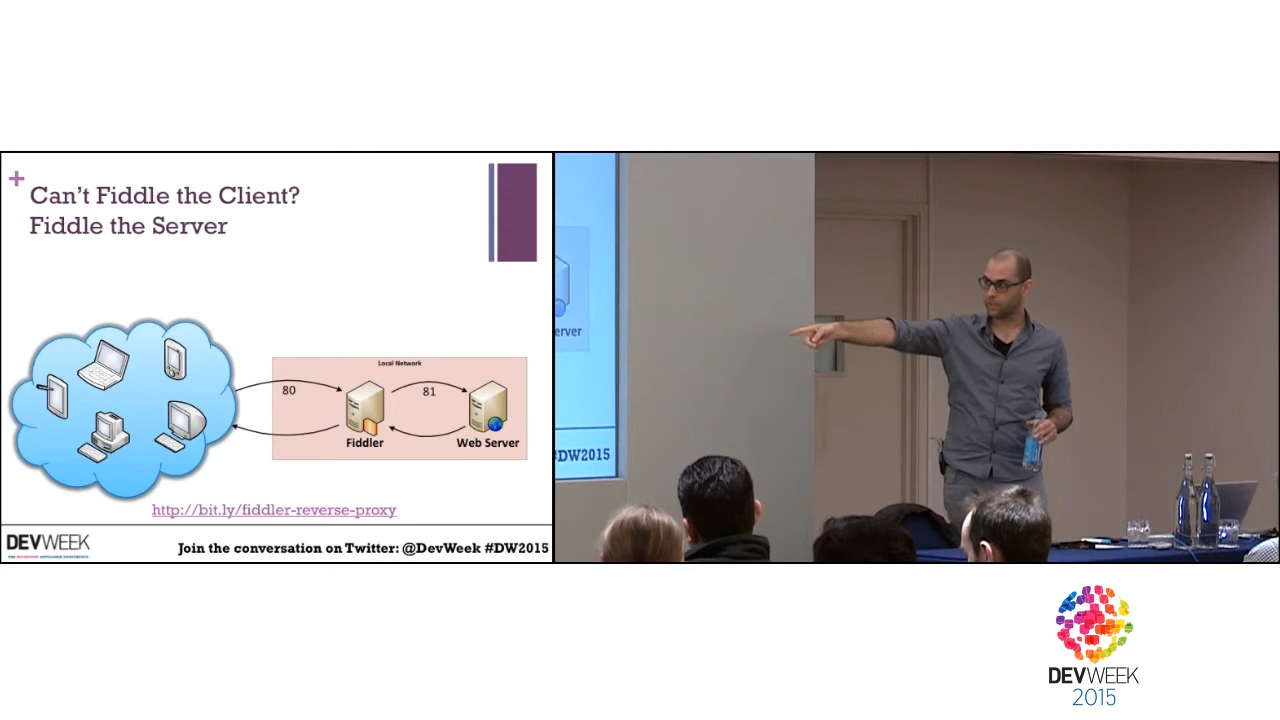 +
Can't Fiddle the Client?
Fiddle the Server
Local Network
80
81
Fiddler
Web Server
http://bit.ly/fiddler-reverse-proxy
DEVWEEK
Join the conversation on Twitter: @DevWeek #DW2015
erver
#DW2015
DEVWEEK
2015